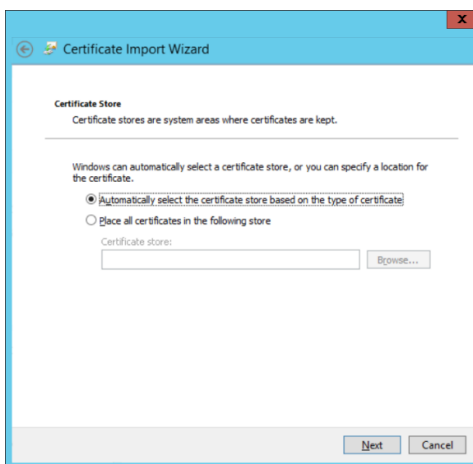 x
Certificate Import Wizard
Certificate Store
Certificate stores are system areas where certificates are kept.
Windows can automatically select a certificate store, or you can specify a location for
the certificate.
Automatically select the certificate store based on the type of certificate
Place all certificates in the following store
Certificate store:
Browse...
Next Cancel